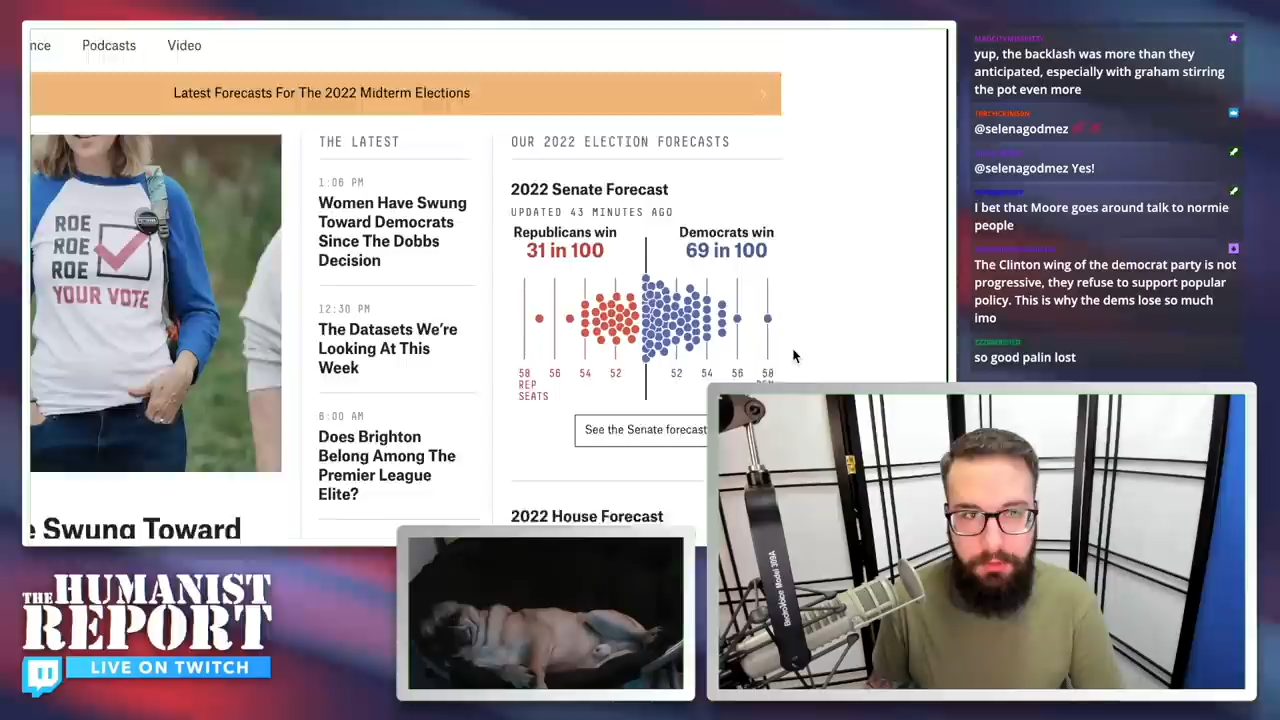 nce Podcasts Video
Latest Forecasts For The 2022 Midterm Elections
ROE
ROE
ROE
YOUR VOTE
e Swung Toward
THE LATEST
1:06 PM
Women Have Swung
Toward Democrats
Since The Dobbs
Decision
12:30 PM
The Datasets We're
Looking At This
Week
6:00 AM
Does Brighton
Belong Among The
Premier League
Elite?
OUR 2022 ELECTION FORECASTS
2022 Senate Forecast
UPDATED 43 MINUTES AGO
Republicans win
31 in 100
Democrats win
69 in 100
58 56 54 52 52 54 56 58
REP
SEATS
See the Senate forecast
2022 House Forecast
yup, the backlash was more than they
anticipated, especially with graham stirring
the pot even more
@selenagodmez
@selenagodmez Yes!
I bet that Moore goes around talk to normie
people
The Clinton wing of the democrat party is not
progressive, they refuse to support popular
policy. This is why the dems lose so much
imo
so good palin lost
ElectroVoice Model 309A
THE HUMANIST
REPORT
LIVE ON TWITCH